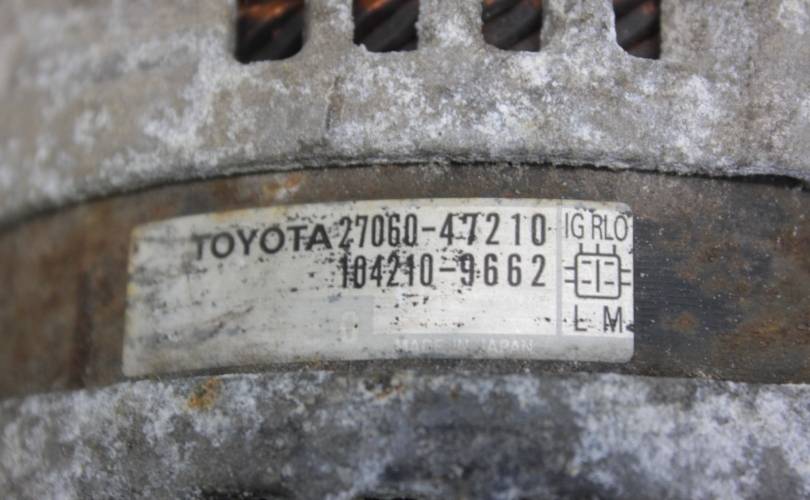 TOYOTA 27060-47210 IG RLO
104210-9662
L M
MADE IN JAPAN